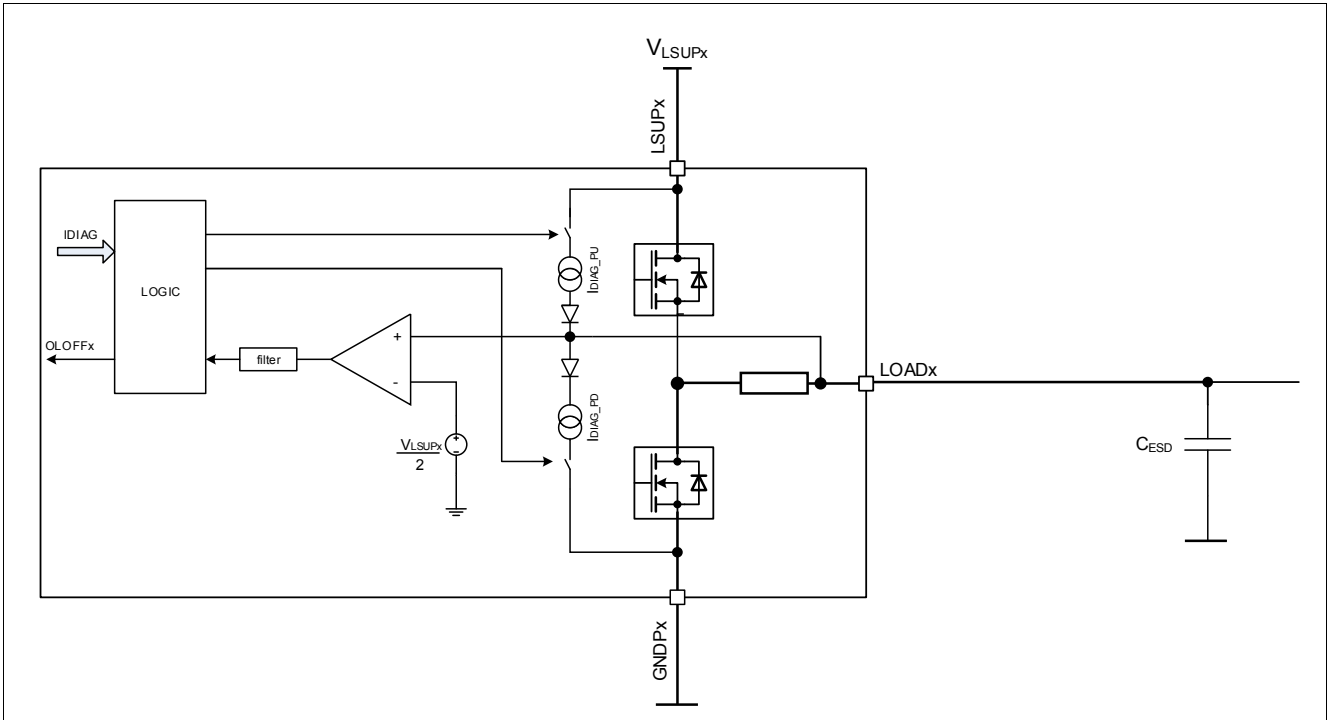 VLSUPx
LSUPx
IDIAG
LOGIC
OLOFFx
filter
+
-
VLSUPx
2
+
-
IDIAG_PU
IDIAG_PD
LOADx
CESD
GNDPx